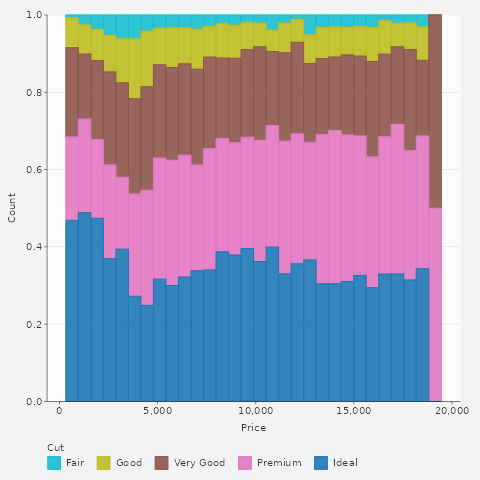 1.0
0.8
0.6
0.4
0.2
0.0
Count
0
5,000
10,000
15,000
20,000
Price
Cut
Fair
Good
Very Good
Premium
Ideal